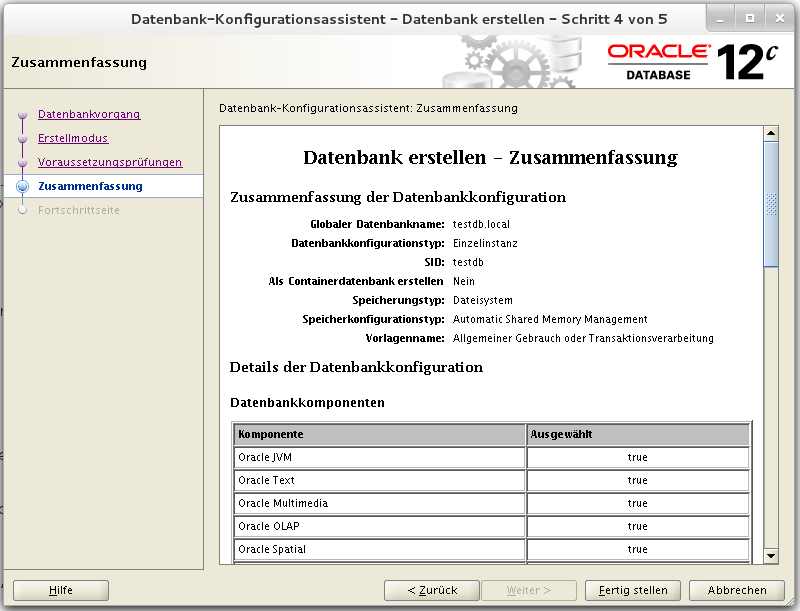 Datenbank-Konfigurationsassistent - Datenbank erstellen - Schritt 4 von 5
Zusammenfassung
ORACLE
DATABASE
12c
Datenbankvorgang
Erstellmodus
Voraussetzungsprüfungen
Zusammenfassung
Fortschrittseite
Datenbank-Konfigurationsassistent: Zusammenfassung
Datenbank erstellen - Zusammenfassung
Zusammenfassung der Datenbankkonfiguration
Globaler Datenbankname: testdb.local
Datenbankkonfigurationstyp: Einzelinstanz
SID: testdb
Als Containerdatenbank erstellen Nein
Speicherungstyp: Dateisystem
Speicherkonfigurationstyp: Automatic Shared Memory Management
Vorlagenname: Allgemeiner Gebrauch oder Transaktionsverarbeitung
Details der Datenbankkonfiguration
Datenbankkomponenten
Komponente Ausgewählt
Oracle JVM true
Oracle Text true
Oracle Multimedia true
Oracle OLAP true
Oracle Spatial true
Hilfe < Zurück Weiter > Fertig stellen Abbrechen